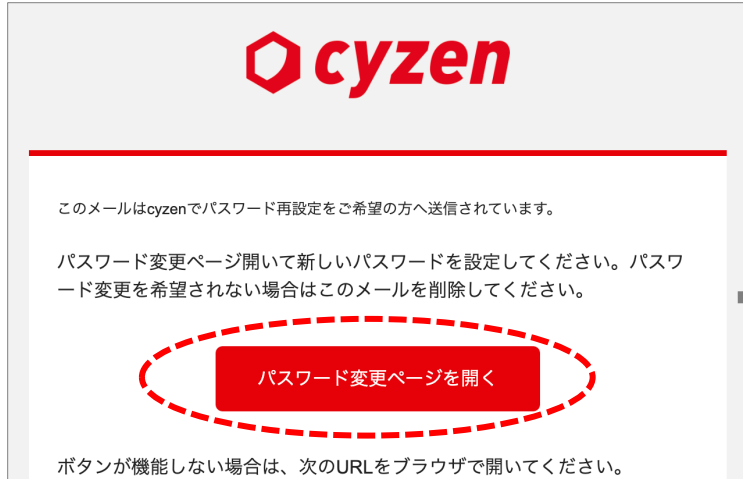 cyzen
このメールはcyzenでパスワード再設定をご希望の方へ送信されています。
パスワード変更ページ開いて新しいパスワードを設定してください。パスワ
ード変更を希望されない場合はこのメールを削除してください。
パスワード変更ページを開く
ボタンが機能しない場合は、次のURLをブラウザで開いてください。